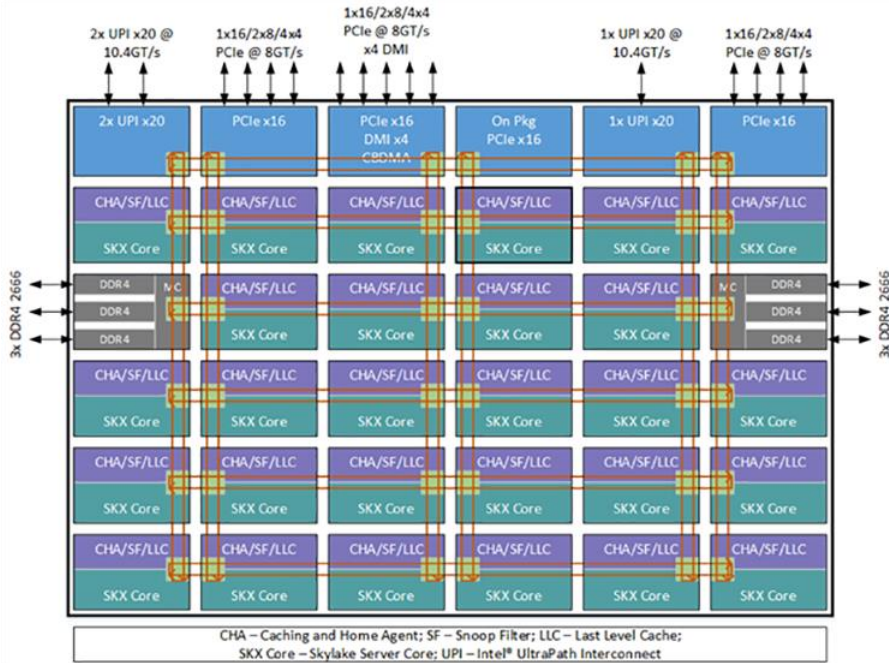 2x UPI x20 @
10.4GT/s
1x16/2x8/4x4
PCIe @ 8GT/s
1x16/2x8/4x4
PCIe @ 8GT/s
x4 DMI
1x UPI x20 @
10.4GT/s
1x16/2x8/4x4
PCIe @ 8GT/s
2x UPI x20
PCIe x16
PCIe x16
DMI x4
CBDMA
On Pkg
PCIe x16
1x UPI x20
PCIe x16
CHA/SF/LLC
SKX Core
CHA/SF/LLC
SKX Core
CHA/SF/LLC
SKX Core
CHA/SF/LLC
SKX Core
CHA/SF/LLC
SKX Core
CHA/SF/LLC
SKX Core
3x DDR4 2666
DDR4
DDR4
DDR4
MC
CHA/SF/LLC
SKX Core
CHA/SF/LLC
SKX Core
CHA/SF/LLC
SKX Core
CHA/SF/LLC
SKX Core
MC
DDR4
DDR4
DDR4
3x DDR4 2666
CHA/SF/LLC
SKX Core
CHA/SF/LLC
SKX Core
CHA/SF/LLC
SKX Core
CHA/SF/LLC
SKX Core
CHA/SF/LLC
SKX Core
CHA/SF/LLC
SKX Core
CHA/SF/LLC
SKX Core
CHA/SF/LLC
SKX Core
CHA/SF/LLC
SKX Core
CHA/SF/LLC
SKX Core
CHA/SF/LLC
SKX Core
CHA/SF/LLC
SKX Core
CHA/SF/LLC
SKX Core
CHA/SF/LLC
SKX Core
CHA/SF/LLC
SKX Core
CHA/SF/LLC
SKX Core
CHA/SF/LLC
SKX Core
CHA/SF/LLC
SKX Core
CHA – Caching and Home Agent; SF – Snoop Filter; LLC – Last Level Cache;
SKX Core – Skylake Server Core; UPI – Intel® UltraPath Interconnect